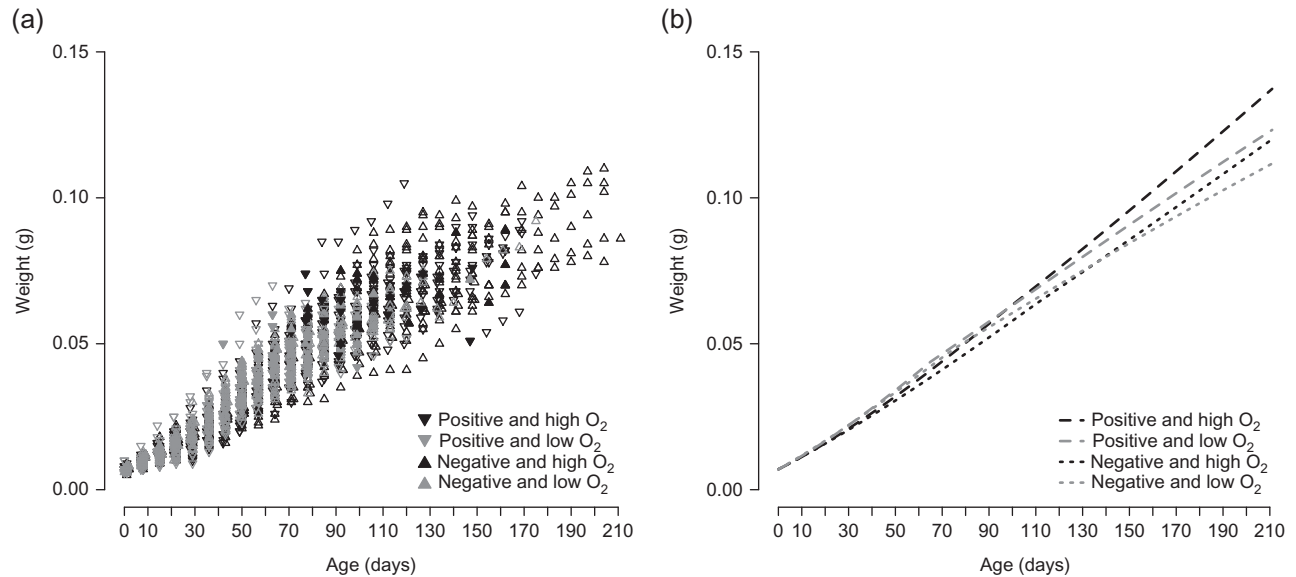 (a)
0.15
0.10
0.05
0.00
Weight (g)
Positive and high O2
Positive and low O2
Negative and high O2
Negative and low O2
0 10 30 50 70 90 110 130 150 170 190 210
Age (days)
(b)
0.15
0.10
0.05
0.00
Weight (g)
Positive and high O2
Positive and low O2
Negative and high O2
Negative and low O2
0 10 30 50 70 90 110 130 150 170 190 210
Age (days)